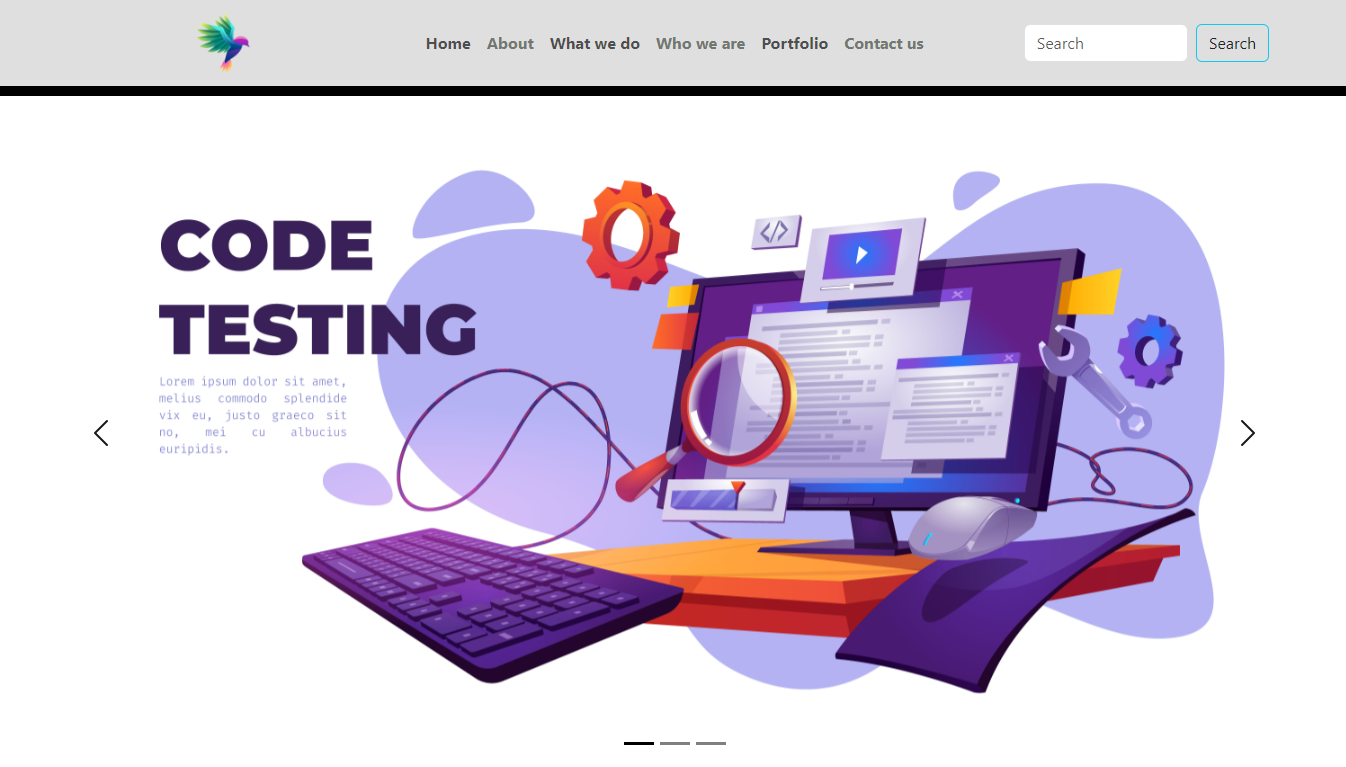 Home About What we do Who we are Portfolio Contact us Search Search
CODE
TESTING
Lorem ipsum dolor sit amet,
melius commodo splendide
vix eu, justo graeco sit
no, mei cu albucius
euripidis.